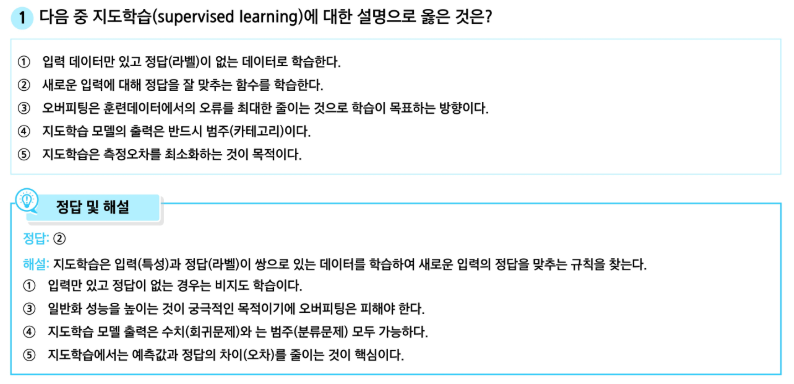 1 다음 중 지도학습(supervised learning)에 대한 설명으로 옳은 것은?
① 입력 데이터만 있고 정답(라벨)이 없는 데이터로 학습한다.
② 새로운 입력에 대해 정답을 잘 맞추는 함수를 학습한다.
③ 오버피팅은 훈련데이터에서의 오류를 최대한 줄이는 것으로 학습이 목표하는 방향이다.
④ 지도학습 모델의 출력은 반드시 범주(카테고리)이다.
⑤ 지도학습은 측정오차를 최소화하는 것이 목적이다.
정답 및 해설
정답: ②
해설: 지도학습은 입력(특성)과 정답(라벨)이 쌍으로 있는 데이터를 학습하여 새로운 입력의 정답을 맞추는 규칙을 찾는다.
① 입력만 있고 정답이 없는 경우는 비지도 학습이다.
③ 일반화 성능을 높이는 것이 궁극적인 목적이기에 오버피팅은 피해야 한다.
④ 지도학습 모델 출력은 수치(회귀문제)와 는 범주(분류문제) 모두 가능하다.
⑤ 지도학습에서는 예측값과 정답의 차이(오차)를 줄이는 것이 핵심이다.